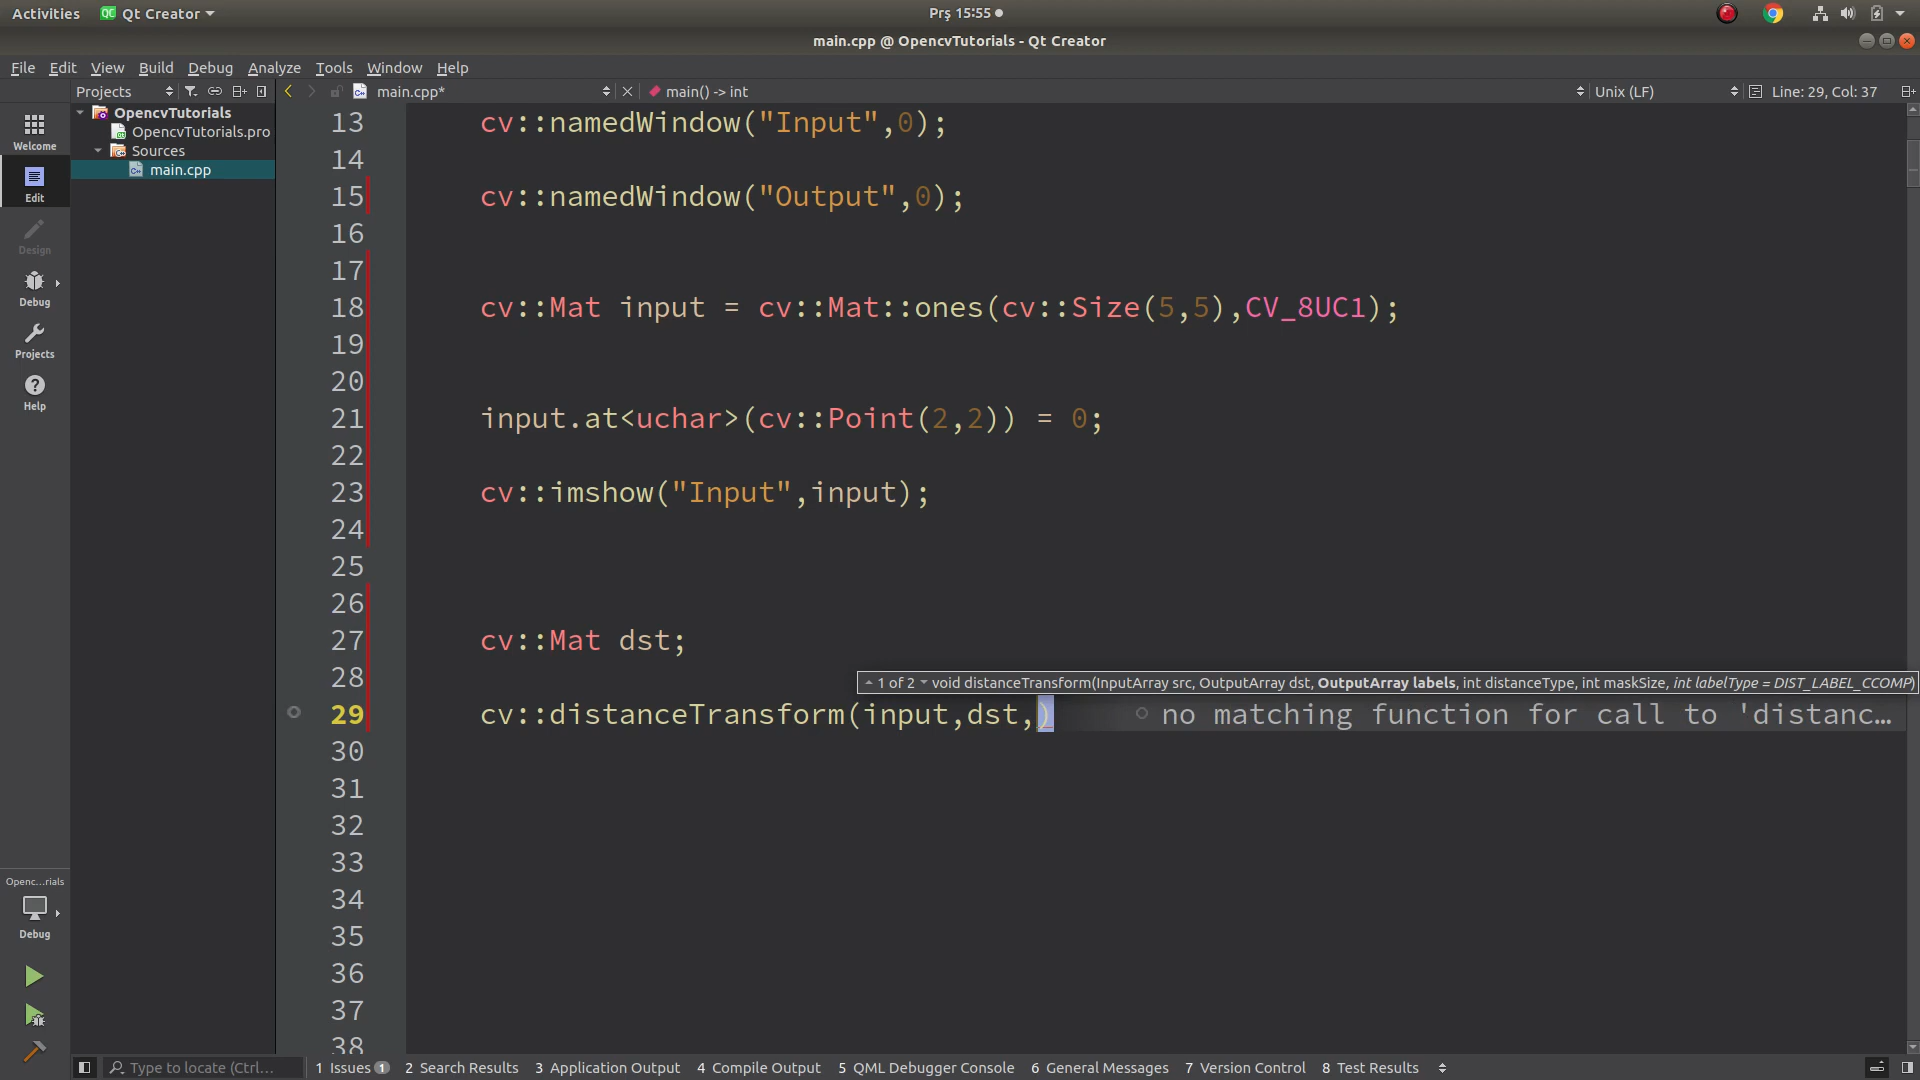 Activities Qt Creator Prş 15:55
main.cpp @ OpencvTutorials - Qt Creator
File Edit View Build Debug Analyze Tools Window Help
Projects main.cpp* main() -> int Unix (LF) Line: 29, Col: 37
OpencvTutorials
OpencvTutorials.pro
Sources
main.cpp
Welcome
Edit
Design
Debug
Projects
Help
Openc...rials
Debug
13 cv::namedWindow("Input",0);
14
15 cv::namedWindow("Output",0);
16
17
18 cv::Mat input = cv::Mat::ones(cv::Size(5,5),CV_8UC1);
19
20
21 input.at<uchar>(cv::Point(2,2)) = 0;
22
23 cv::imshow("Input",input);
24
25
26
27 cv::Mat dst;
28
1 of 2 void distanceTransform(InputArray src, OutputArray dst, OutputArray labels, int distanceType, int maskSize, int labelType = DIST_LABEL_CCOMP)
29 cv::distanceTransform(input,dst,) no matching function for call to 'distanc…
30
31
32
33
34
35
36
37
38
Type to locate (Ctrl... 1 Issues 1 2 Search Results 3 Application Output 4 Compile Output 5 QML Debugger Console 6 General Messages 7 Version Control 8 Test Results